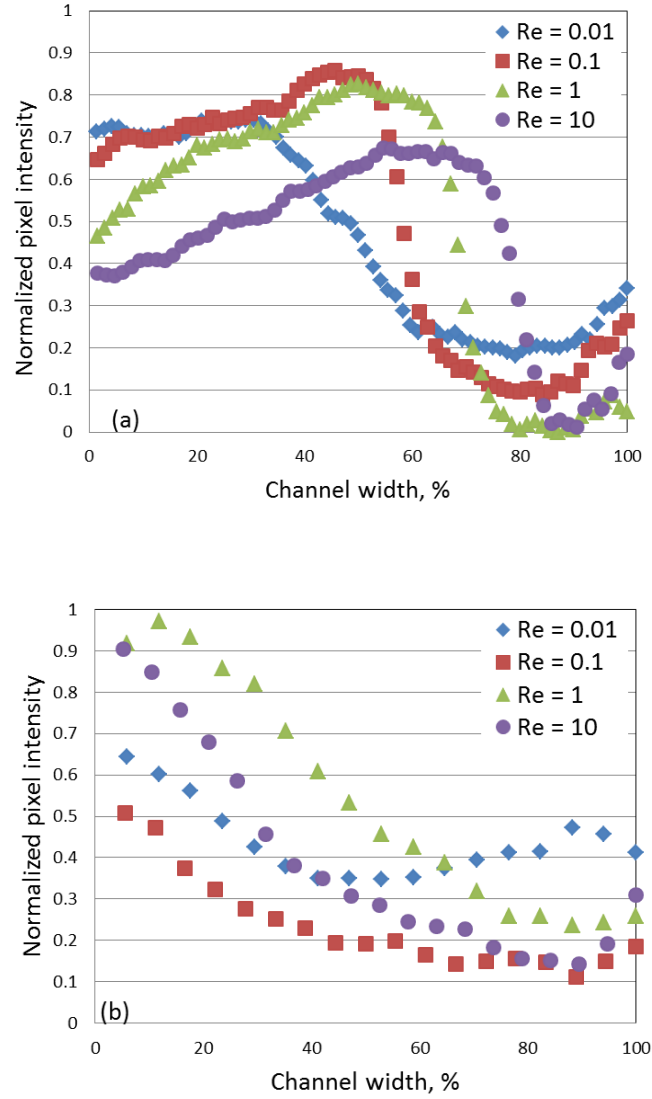 1
0.9
0.8
0.7
0.6
0.5
0.4
0.3
0.2
0.1
0
Normalized pixel intensity
Re = 0.01
Re = 0.1
Re = 1
Re = 10
(a)
0 20 40 60 80 100
Channel width, %
1
0.9
0.8
0.7
0.6
0.5
0.4
0.3
0.2
0.1
0
Normalized pixel intensity
Re = 0.01
Re = 0.1
Re = 1
Re = 10
(b)
0 20 40 60 80 100
Channel width, %